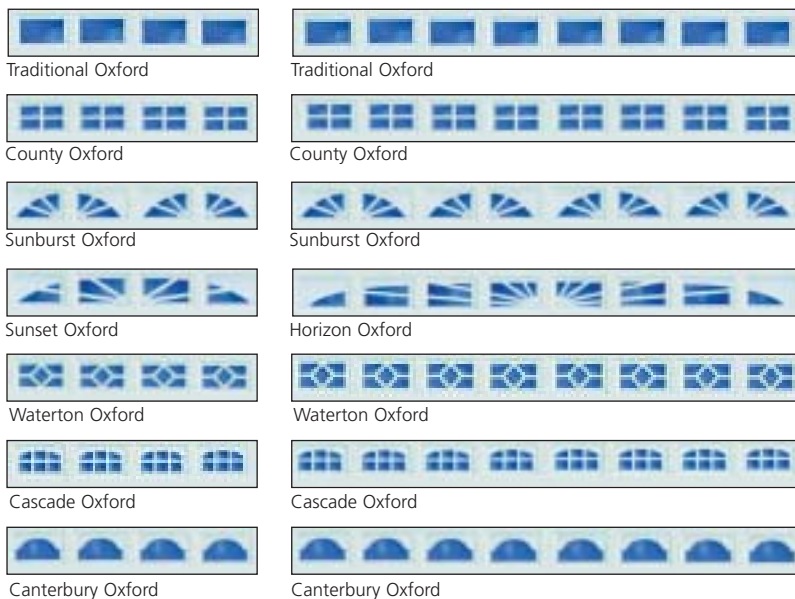 Traditional Oxford
Traditional Oxford
County Oxford
County Oxford
Sunburst Oxford
Sunburst Oxford
Sunset Oxford
Horizon Oxford
Waterton Oxford
Waterton Oxford
Cascade Oxford
Cascade Oxford
Canterbury Oxford
Canterbury Oxford